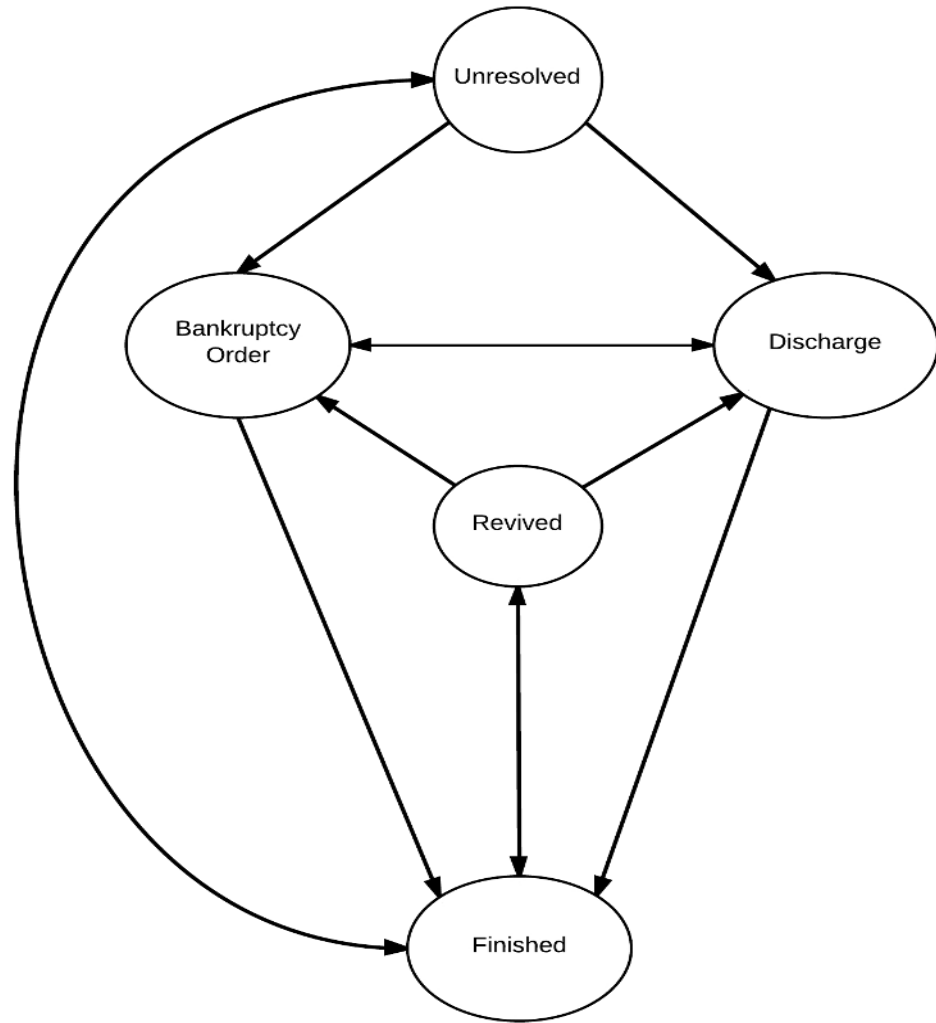 Unresolved
Bankruptcy
Order
Discharge
Revived
Finished